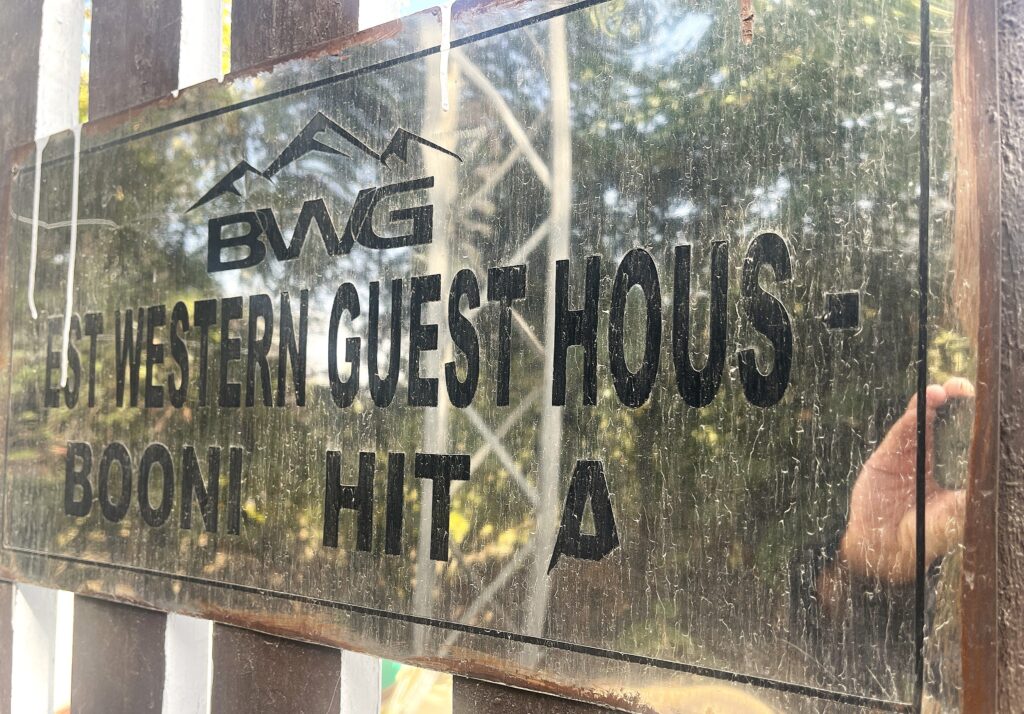 BWG
EST WESTERN GUEST HOUS-
BOONI HIT A